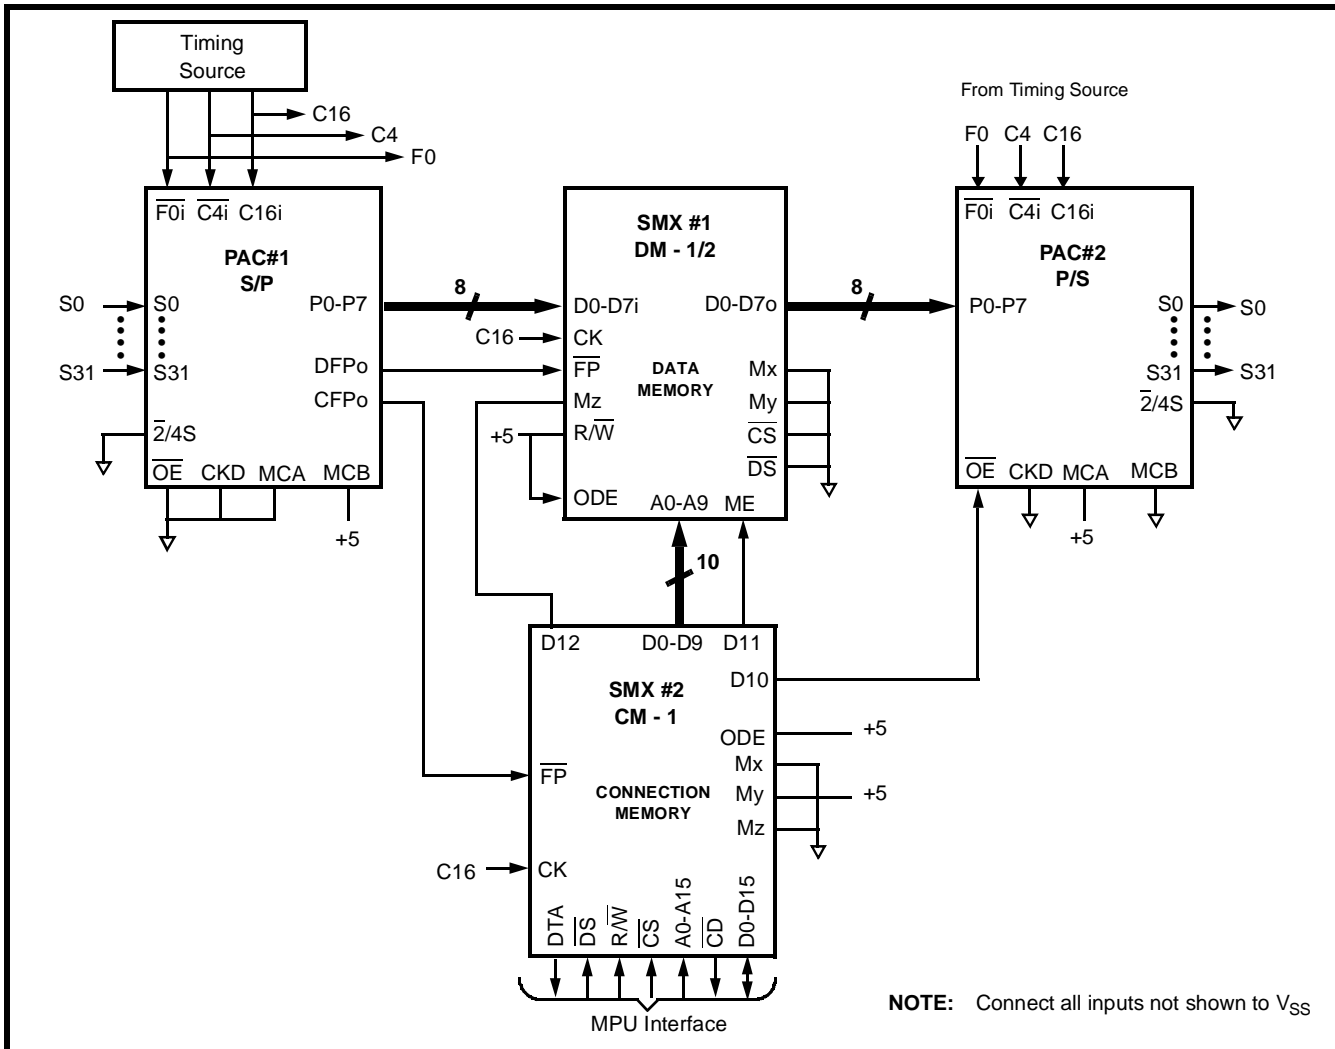 Timing
Source
C16
C4
F0
From Timing Source
F0 C4 C16
F0i C4i C16i
PAC#1
S/P
S0
S31
S0
S31
P0-P7
DFPo
CFPo
2/4S
OE CKD MCA MCB
+5
8
SMX #1
DM - 1/2
D0-D7i
D0-D7o
C16
CK
FP
DATA
MEMORY
Mx
My
Mz
+5
R/W
CS
DS
ODE
A0-A9 ME
8
F0i C4i C16i
PAC#2
P/S
P0-P7
S0
S31
S0
S31
2/4S
OE CKD MCA MCB
+5
10
D12 D0-D9 D11
D10
SMX #2
CM - 1
ODE
+5
Mx
FP
CONNECTION
MEMORY
My
+5
Mz
C16
CK
DTA
DS
R/W
CS
A0-A15
CD
D0-D15
MPU Interface
NOTE: Connect all inputs not shown to VSS